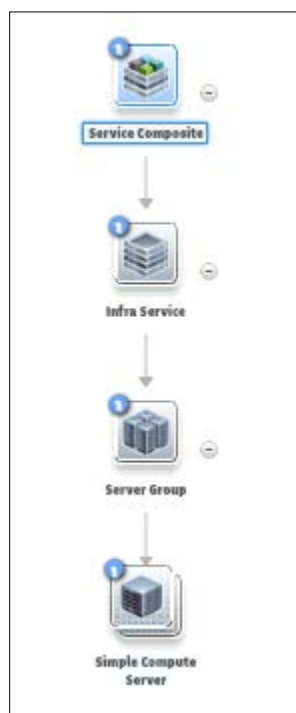 Service Composite
Infra Service
Server Group
Simple Compute
Server